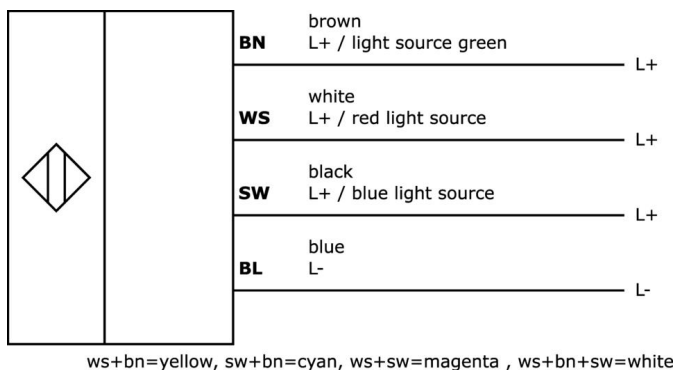 brown
BN L+ / light source green
L+
white
WS L+ / red light source
L+
black
SW L+ / blue light source
L+
blue
BL L-
L-
ws+bn=yellow, sw+bn=cyan, ws+sw=magenta , ws+bn+sw=white